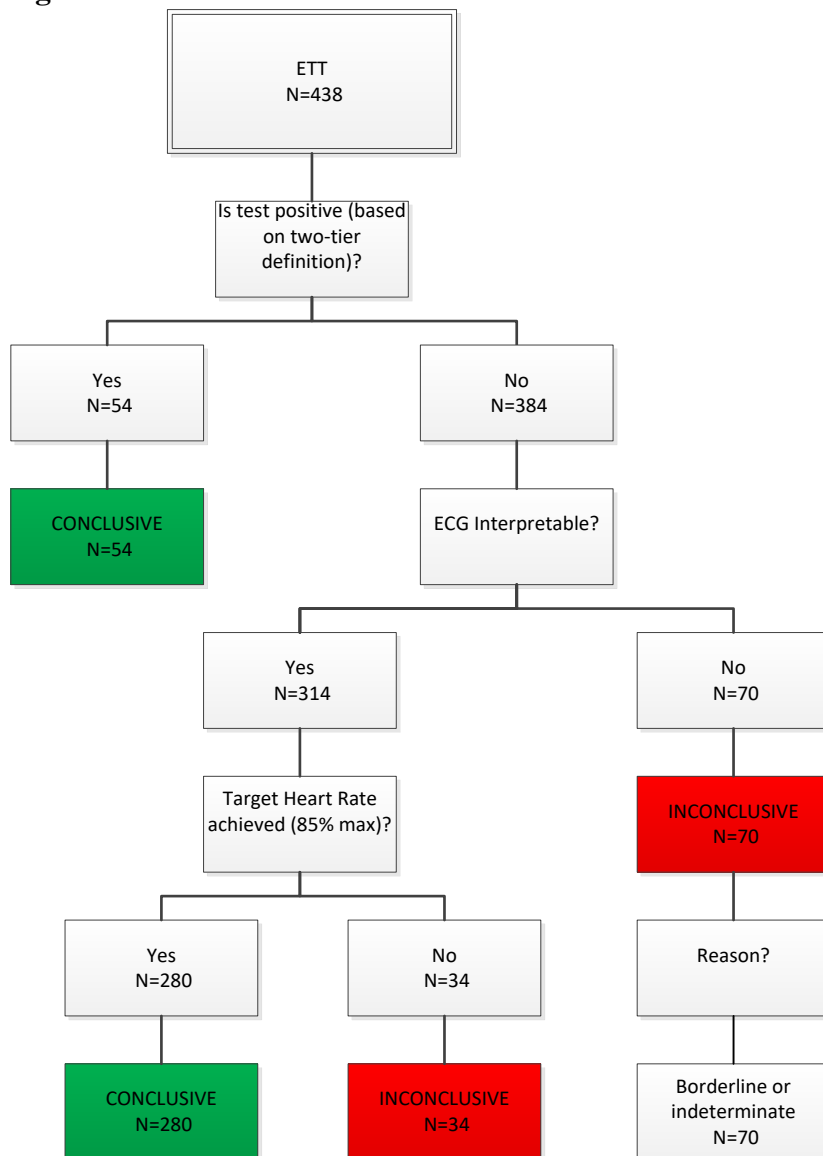 ETT
N=438
Is test positive (based
on two-tier
definition)?
Yes
N=54
No
N=384
CONCLUSIVE
N=54
ECG Interpretable?
Yes
N=314
No
N=70
Target Heart Rate
achieved (85% max)?
INCONCLUSIVE
N=70
Yes
N=280
No
N=34
Reason?
CONCLUSIVE
N=280
INCONCLUSIVE
N=34
Borderline or
indeterminate
N=70